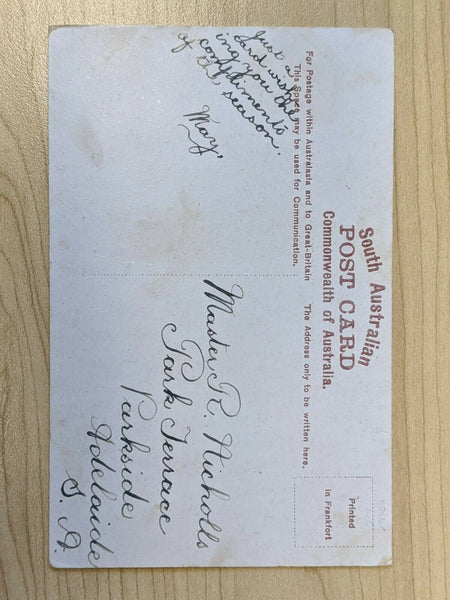 South Australian
POST CARD
Commonwealth of Australia.
For Postage within Australasia and to Great-Britain
This Space may be used for Communication.
The Address only to be written here.
Printed
in Frankfort
Just a
card wish-
ing you the
compliments
of the season.
May.
Master R. Nicholls
Park Terrace
Parkside
Adelaide
S. A.